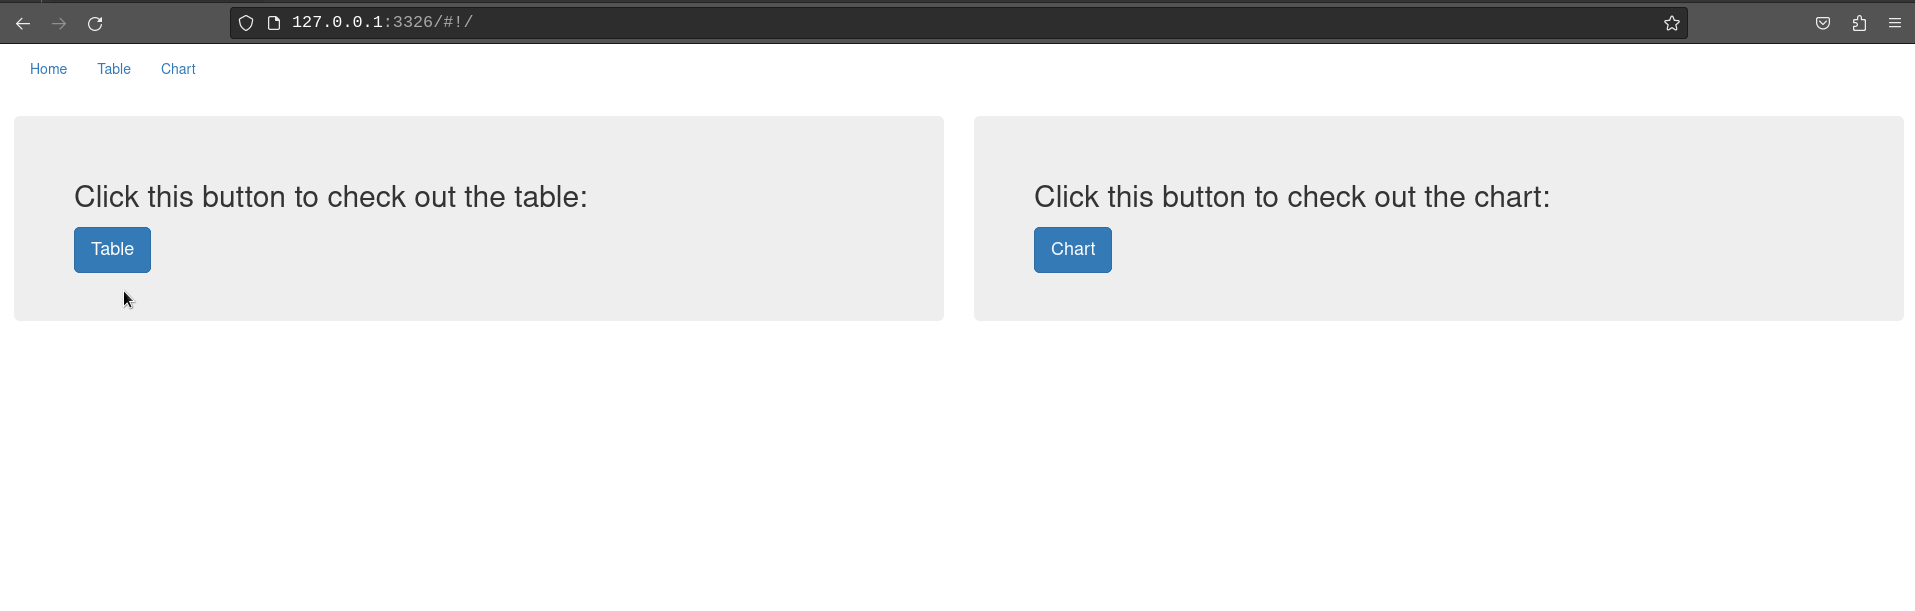 127.0.0.1:3326/#!/
Home Table Chart
Click this button to check out the table:
Table
Click this button to check out the chart:
Chart